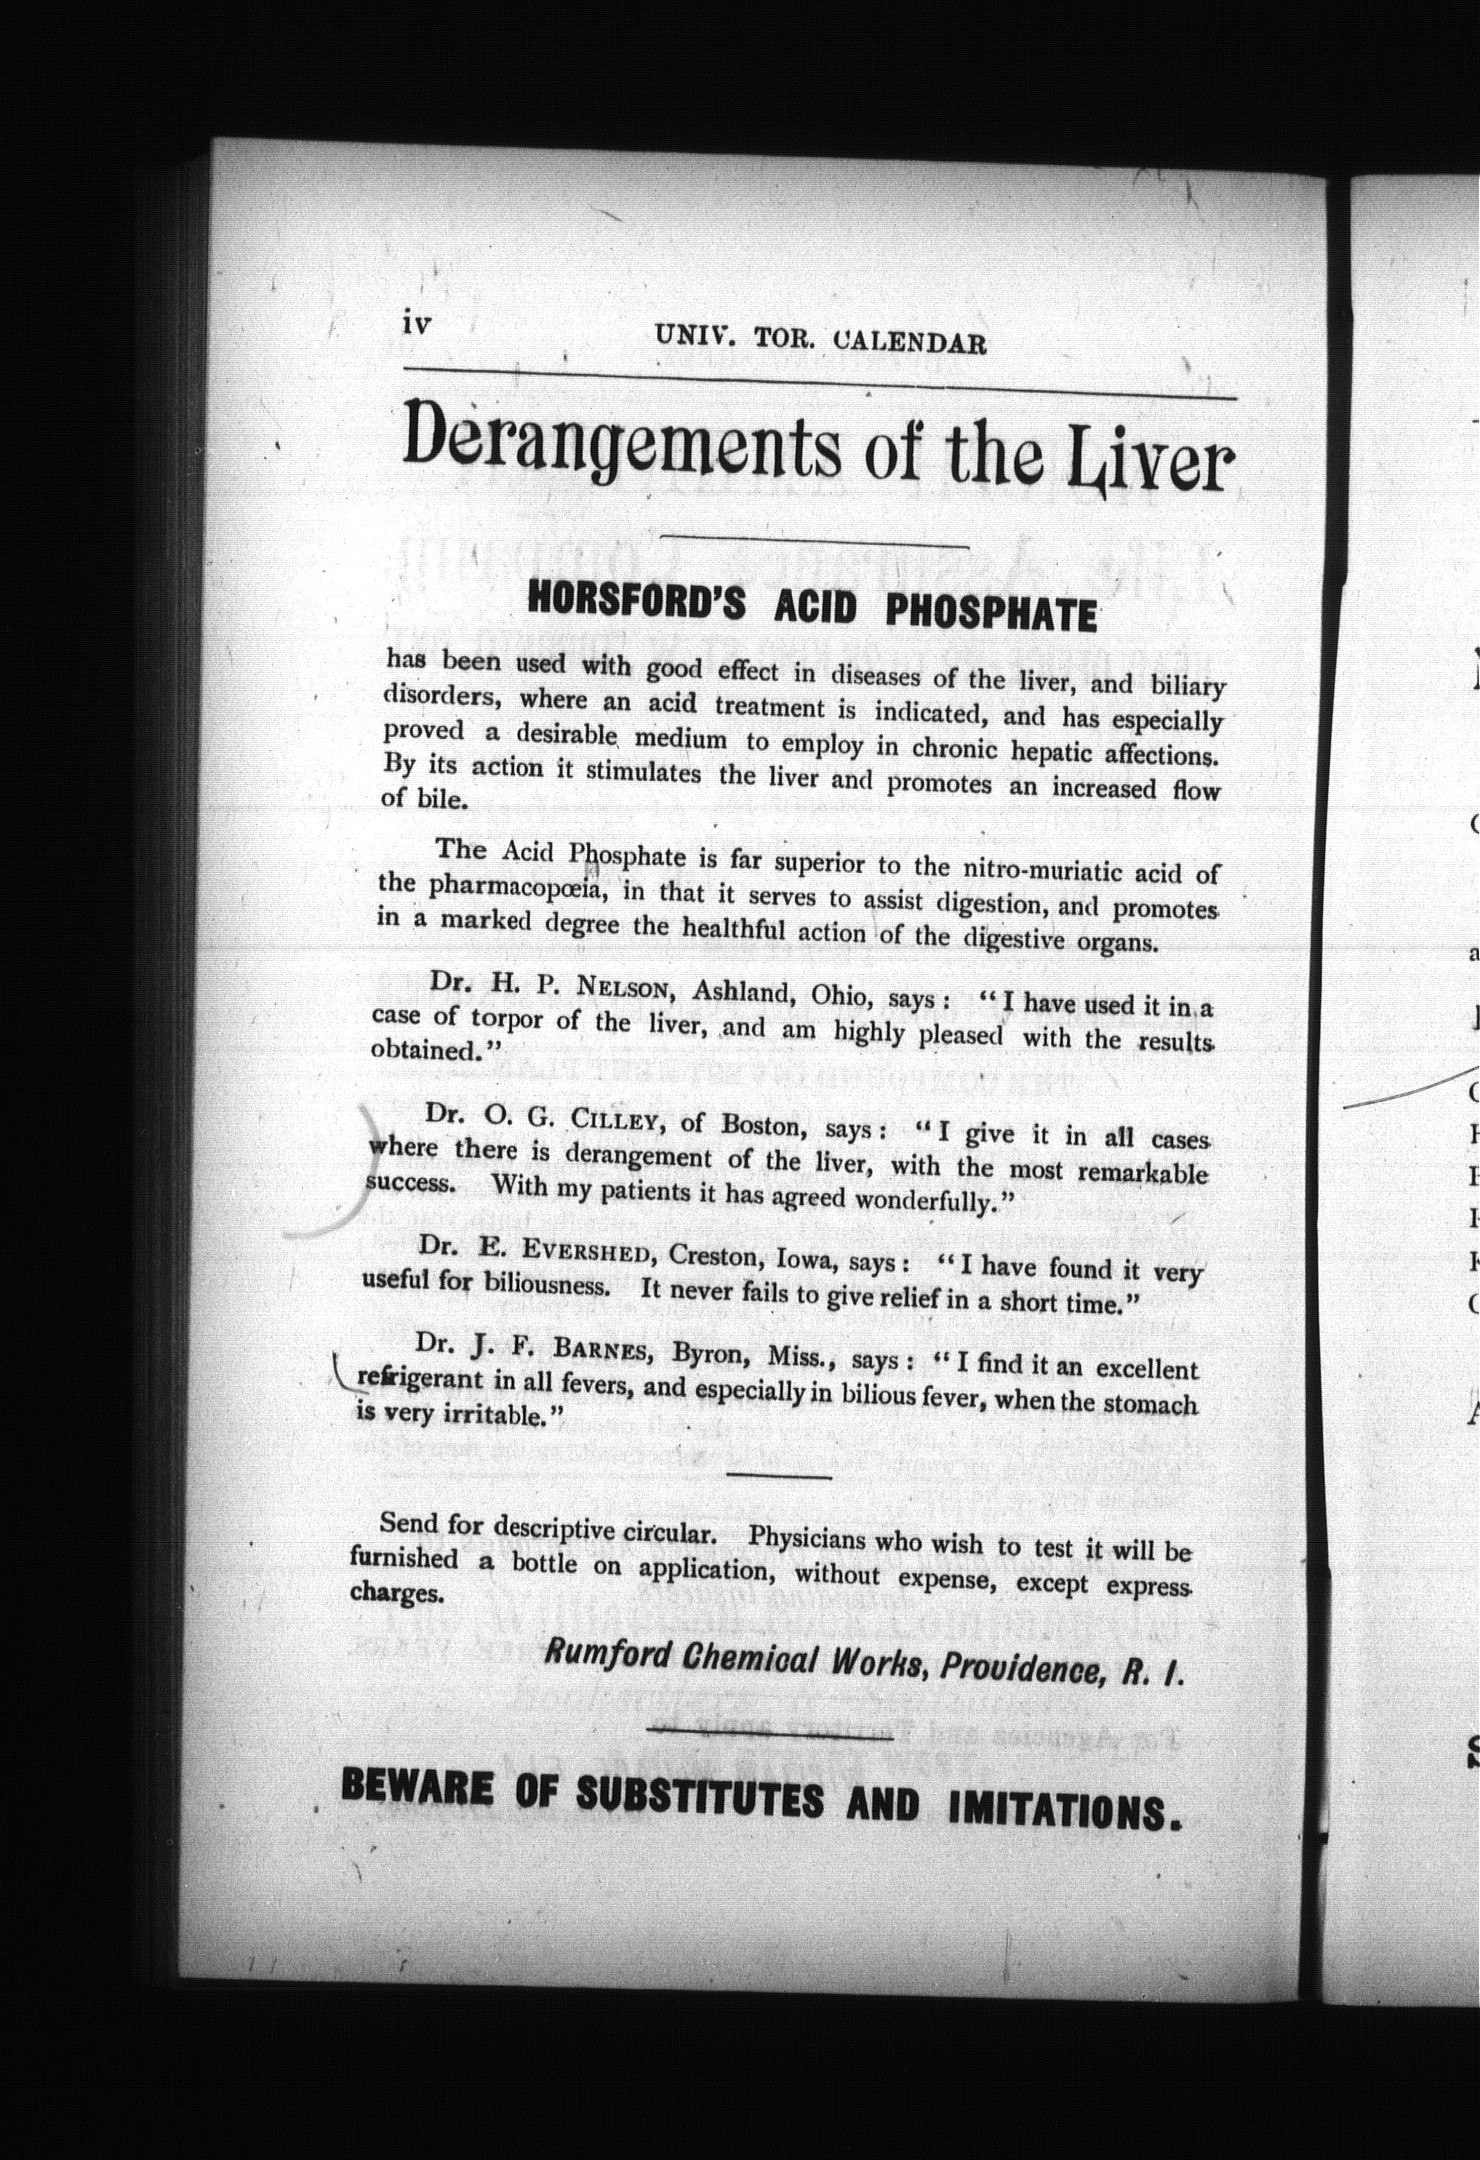 iv
UNIV. TOR. CALENDAR
Derangements of the Liver
HORSFORD'S ACID PHOSPHATE
has been used with good effect in diseases of the liver, and biliary
disorders, where an acid treatment is indicated, and has especially
proved a desirable medium to employ in chronic hepatic affections.
By its action it stimulates the liver and promotes an increased flow
of bile.
The Acid Phosphate is far superior to the nitro-muriatic acid of
the pharmacopœia, in that it serves to assist digestion, and promotes
in a marked degree the healthful action of the digestive organs.
Dr. H. P. NELSON, Ashland, Ohio, says: "I have used it in a
case of torpor of the liver, and am highly pleased with the results
obtained."
Dr. O. G. CILLEY, of Boston, says: "I give it in all cases
where there is derangement of the liver, with the most remarkable
success. With my patients it has agreed wonderfully."
Dr. E. EVERSHED, Creston, Iowa, says: "I have found it very
useful for biliousness. It never fails to give relief in a short time."
Dr. J. F. BARNES, Byron, Miss., says: "I find it an excellent
refrigerant in all fevers, and especially in bilious fever, when the stomach
is very irritable."
Send for descriptive circular. Physicians who wish to test it will be
furnished a bottle on application, without expense, except express
charges.
Rumford Chemical Works, Providence, R. I.
BEWARE OF SUBSTITUTES AND IMITATIONS.